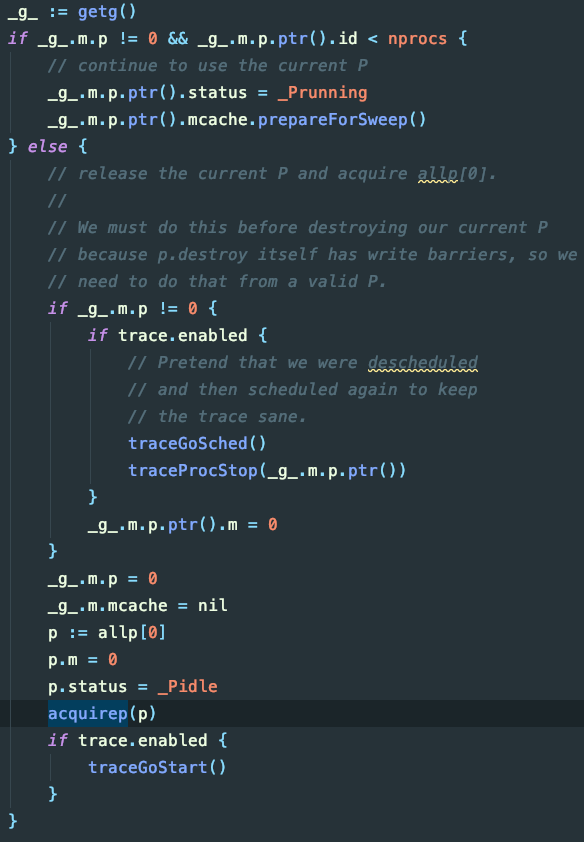 _g_ := getg()
if _g_.m.p != 0 && _g_.m.p.ptr().id < nprocs {
    // continue to use the current P
    _g_.m.p.ptr().status = _Prunning
    _g_.m.p.ptr().mcache.prepareForSweep()
} else {
    // release the current P and acquire allp[0].
    //
    // We must do this before destroying our current P
    // because p.destroy itself has write barriers, so we
    // need to do that from a valid P.
    if _g_.m.p != 0 {
        if trace.enabled {
            // Pretend that we were descheduled
            // and then scheduled again to keep
            // the trace sane.
            traceGoSched()
            traceProcStop(_g_.m.p.ptr())
        }
        _g_.m.p.ptr().m = 0
    }
    _g_.m.p = 0
    _g_.m.mcache = nil
    p := allp[0]
    p.m = 0
    p.status = _Pidle
    acquirep(p)
    if trace.enabled {
        traceGoStart()
    }
}